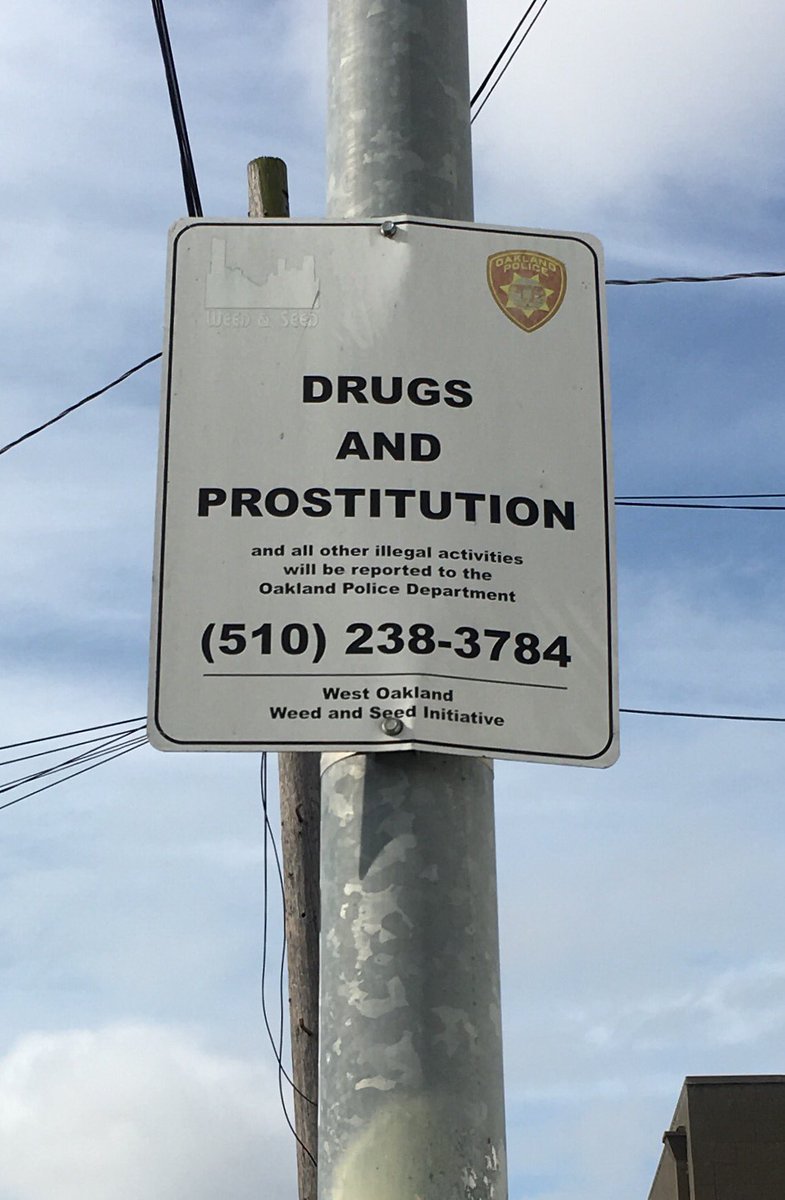 WEED & SEED
OAKLAND
POLICE
DRUGS
AND
PROSTITUTION
and all other illegal activities
will be reported to the
Oakland Police Department
(510) 238-3784
West Oakland
Weed and Seed Initiative